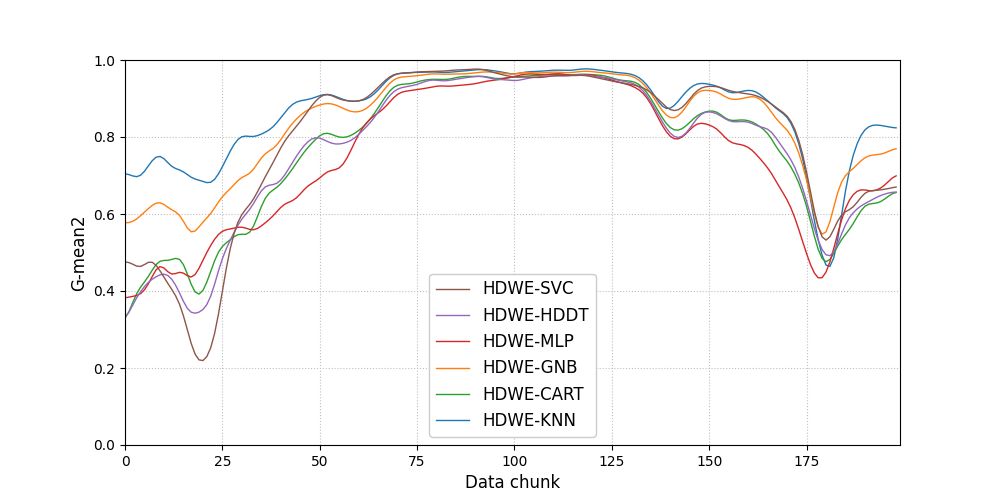 1.0
0.8
0.6
0.4
0.2
0.0
G-mean2
HDWE-SVC
HDWE-HDDT
HDWE-MLP
HDWE-GNB
HDWE-CART
HDWE-KNN
0 25 50 75 100 125 150 175
Data chunk